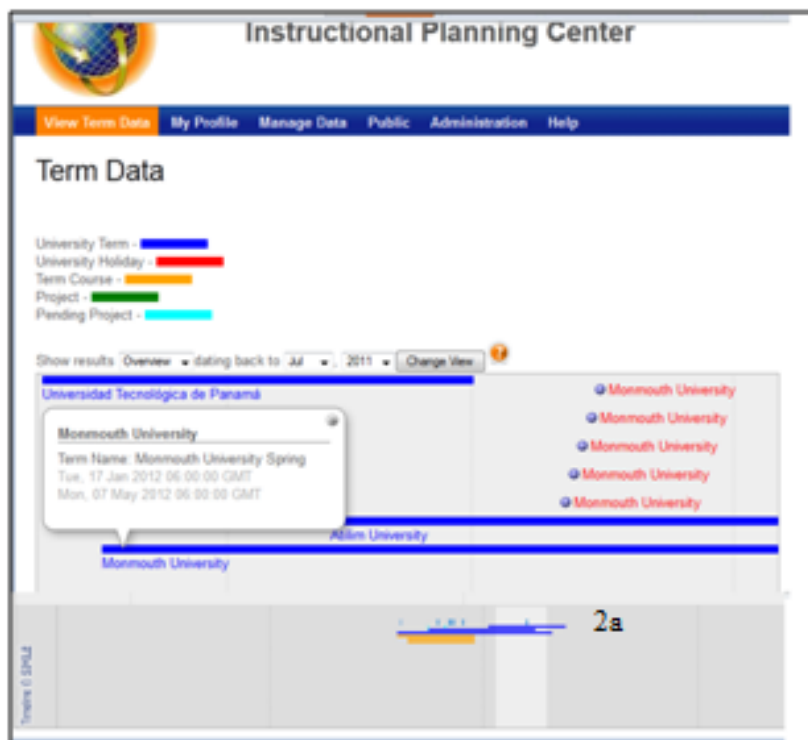 Instructional Planning Center
View Term Data My Profile Manage Data Public Administration Help
Term Data
University Term -
University Holiday -
Term Course -
Project -
Pending Project -
Show results Overview dating back to Jul , 2011 Change View ?
Universidad Tecnológica de Panamá
Monmouth University
Monmouth University
Monmouth University
Monmouth University
Monmouth University
Monmouth University
Term Name: Monmouth University Spring
Tue, 17 Jan 2012 06:00:00 GMT
Mon, 07 May 2012 06:00:00 GMT
Atilim University
Monmouth University
2a
Timeline © SIMILE